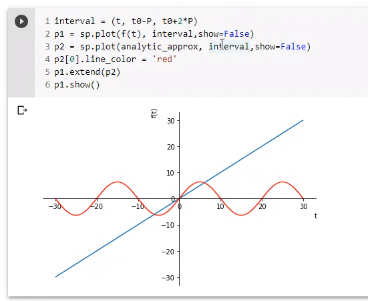 1 interval = (t, t0-P, t0+2*P)
2 p1 = sp.plot(f(t), interval,show=False)
3 p2 = sp.plot(analytic_approx, interval,show=False)
4 p2[0].line_color = 'red'
5 p1.extend(p2)
6 p1.show()
f(t)
30
20
10
-30 -20 -10 0 10 20 30
t
0
-10
-20
-30